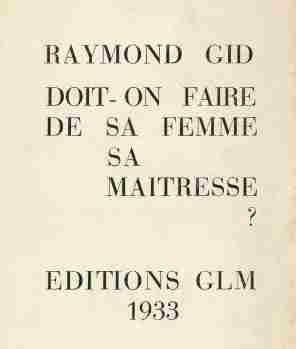 RAYMOND GID
DOIT-ON FAIRE
DE SA FEMME
SA
MAITRESSE
?
EDITIONS GLM
1933